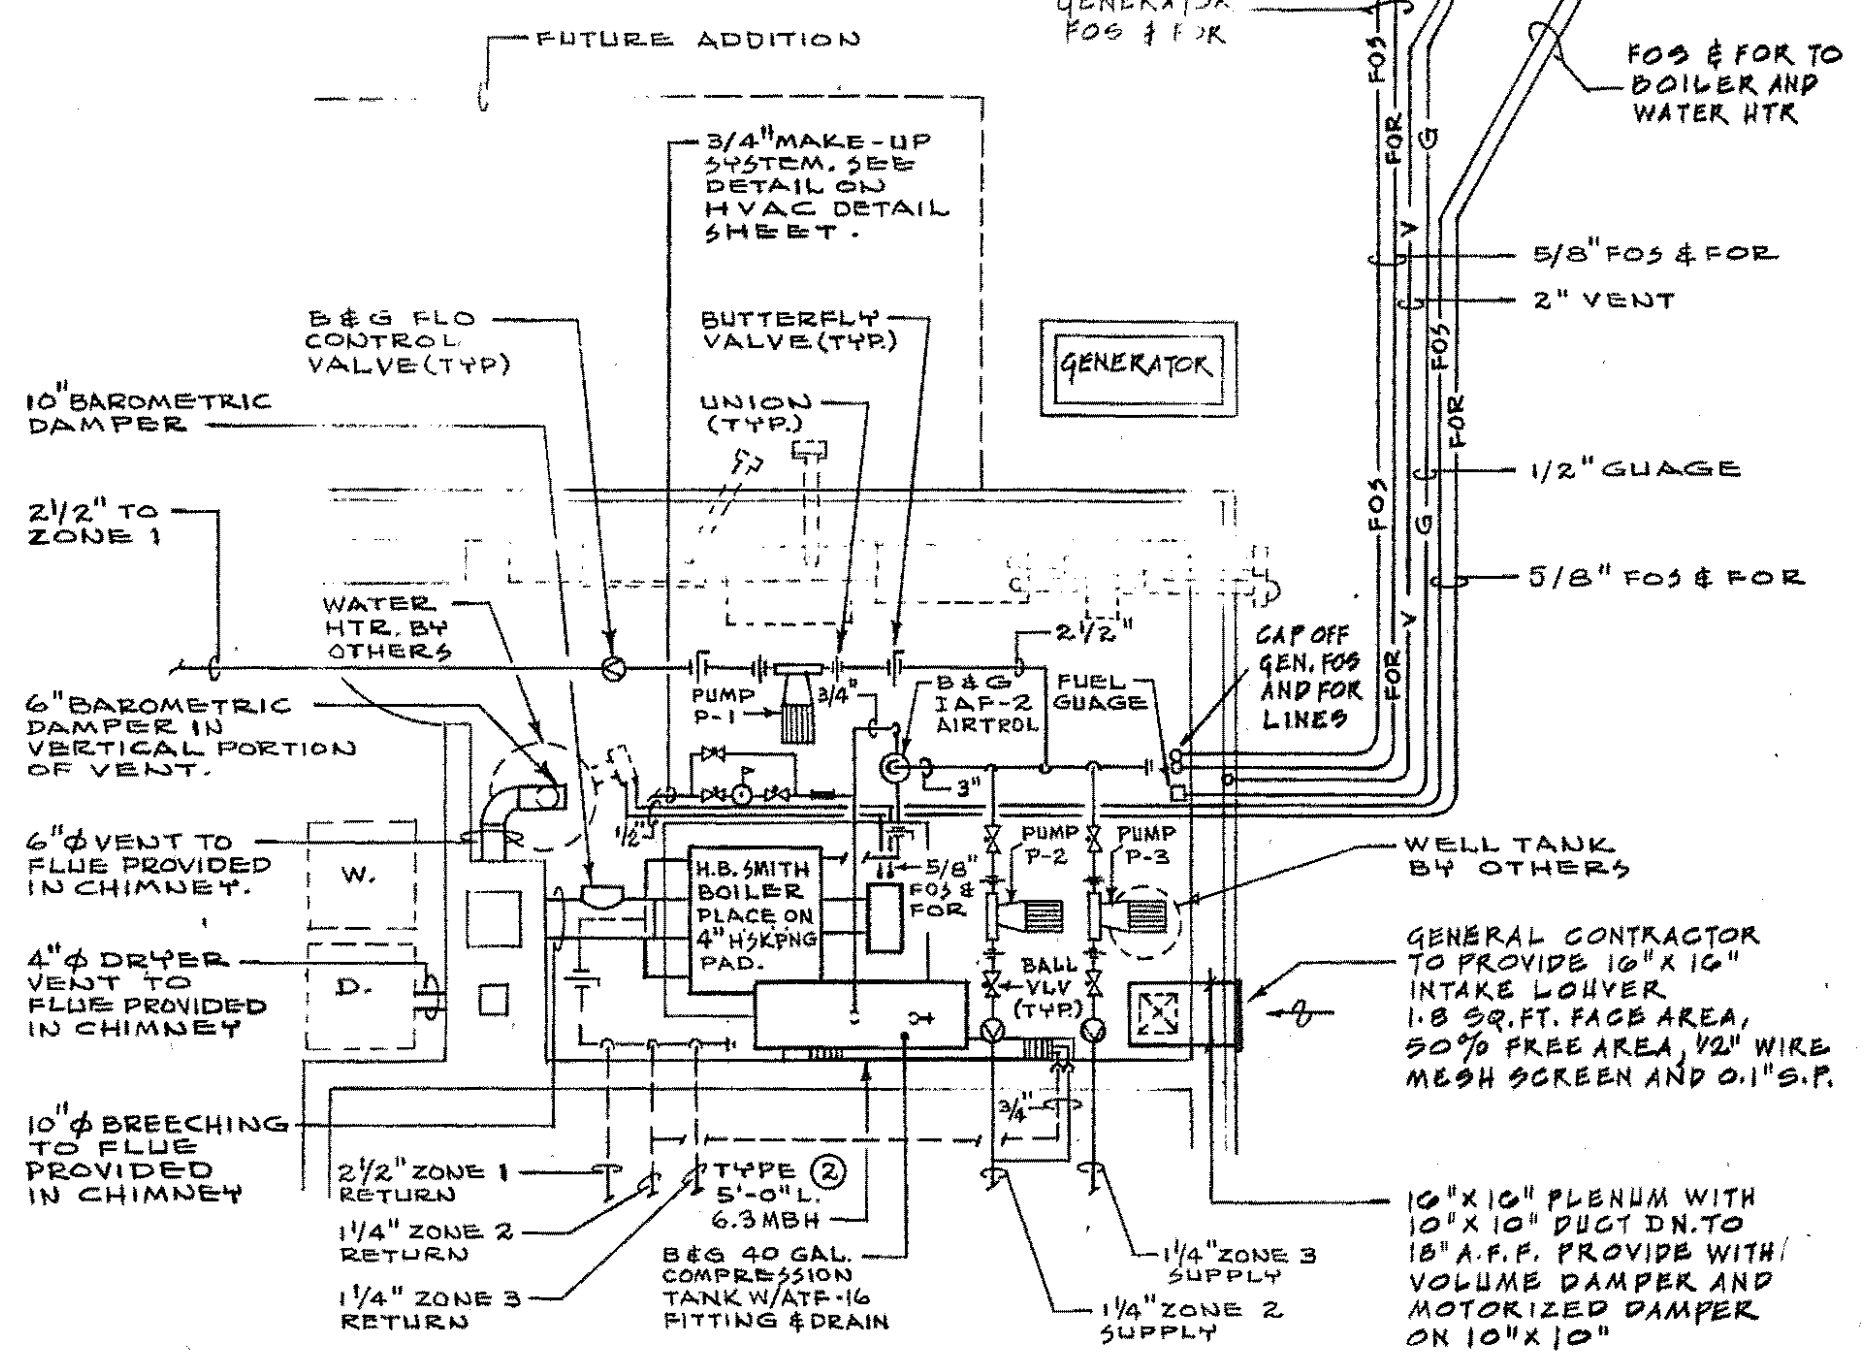 GENERATOR
FOS & FOR
FUTURE ADDITION
FOS & FOR TO
BOILER AND
WATER HTR
FOS
FOR
G
3/4" MAKE-UP
SYSTEM. SEE
DETAIL ON
HVAC DETAIL
SHEET.
V
5/8" FOS & FOR
2" VENT
B & G FLO
CONTROL
VALVE (TYP)
BUTTERFLY
VALVE (TYP.)
GENERATOR
FOS
FOR
10" BAROMETRIC
DAMPER
UNION
(TYP.)
1/2" GUAGE
2 1/2" TO
ZONE 1
FOS
G
5/8" FOS & FOR
WATER
HTR. BY
OTHERS
2 1/2"
V
FOR
CAP OFF
GEN. FOS
AND FOR
LINES
6" BAROMETRIC
DAMPER IN
VERTICAL PORTION
OF VENT.
PUMP
P-1
3/4"
B & G
IAF-2
AIRTROL
FUEL
GUAGE
3"
1/2"
6"φ VENT TO
FLUE PROVIDED
IN CHIMNEY.
W.
H.B. SMITH
BOILER
PLACE ON
4" H'SKPNG
PAD.
5/8"
FOS &
FOR
PUMP
P-2
PUMP
P-3
WELL TANK
BY OTHERS
4"φ DRYER
VENT TO
FLUE PROVIDED
IN CHIMNEY
D.
BALL
VLV
(TYP.)
GENERAL CONTRACTOR
TO PROVIDE 16" X 16"
INTAKE LOUVER
1.8 SQ.FT. FACE AREA,
50% FREE AREA, 1/2" WIRE
MESH SCREEN AND 0.1" S.P.
10"φ BREECHING
TO FLUE
PROVIDED
IN CHIMNEY
3/4"
2 1/2" ZONE 1
RETURN
1 1/4" ZONE 2
RETURN
1 1/4" ZONE 3
RETURN
TYPE 2
5'-0" L.
6.3 MBH
B&G 40 GAL.
COMPRESSION
TANK W/ATF-16
FITTING & DRAIN
1 1/4" ZONE 3
SUPPLY
1 1/4" ZONE 2
SUPPLY
16" X 16" PLENUM WITH
10" X 10" DUCT DN. TO
18" A.F.F. PROVIDE WITH
VOLUME DAMPER AND
MOTORIZED DAMPER
ON 10" X 10"